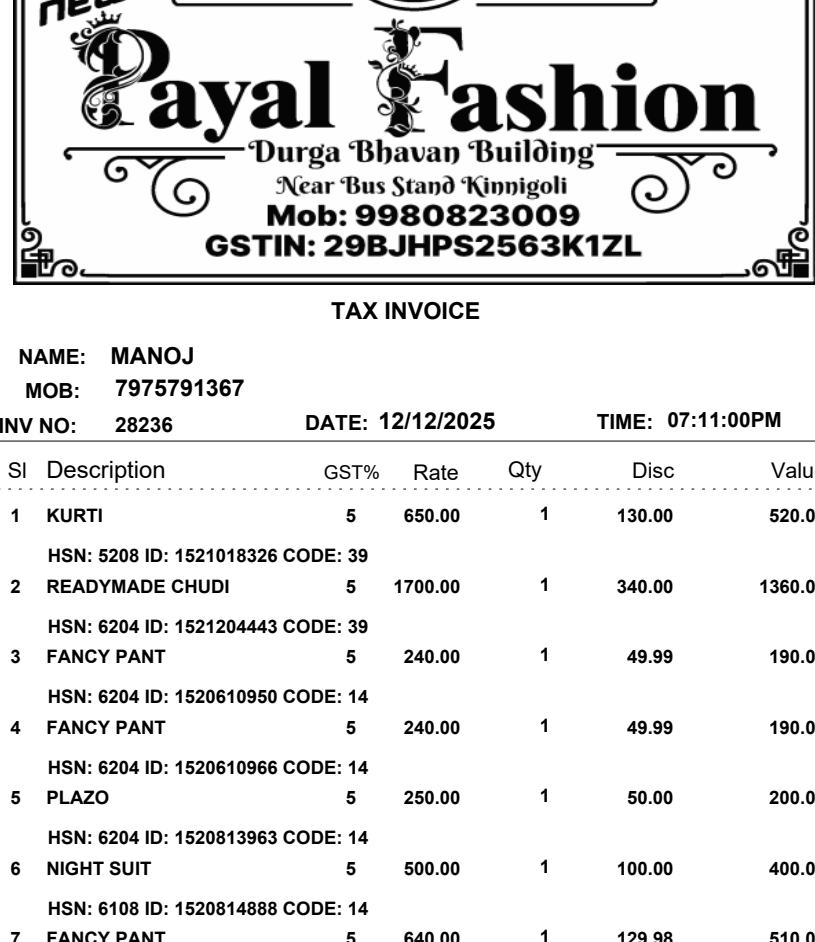 new
Payal Fashion
Durga Bhavan Building
Near Bus Stand Kinnigoli
Mob: 9980823009
GSTIN: 29BJHPS2563K1ZL
TAX INVOICE
NAME: MANOJ
MOB: 7975791367
INV NO: 28236 DATE: 12/12/2025 TIME: 07:11:00PM
Sl Description GST% Rate Qty Disc Valu
1 KURTI 5 650.00 1 130.00 520.0
HSN: 5208 ID: 1521018326 CODE: 39
2 READYMADE CHUDI 5 1700.00 1 340.00 1360.0
HSN: 6204 ID: 1521204443 CODE: 39
3 FANCY PANT 5 240.00 1 49.99 190.0
HSN: 6204 ID: 1520610950 CODE: 14
4 FANCY PANT 5 240.00 1 49.99 190.0
HSN: 6204 ID: 1520610966 CODE: 14
5 PLAZO 5 250.00 1 50.00 200.0
HSN: 6204 ID: 1520813963 CODE: 14
6 NIGHT SUIT 5 500.00 1 100.00 400.0
HSN: 6108 ID: 1520814888 CODE: 14
7 FANCY PANT 5 640.00 1 129.98 510.0